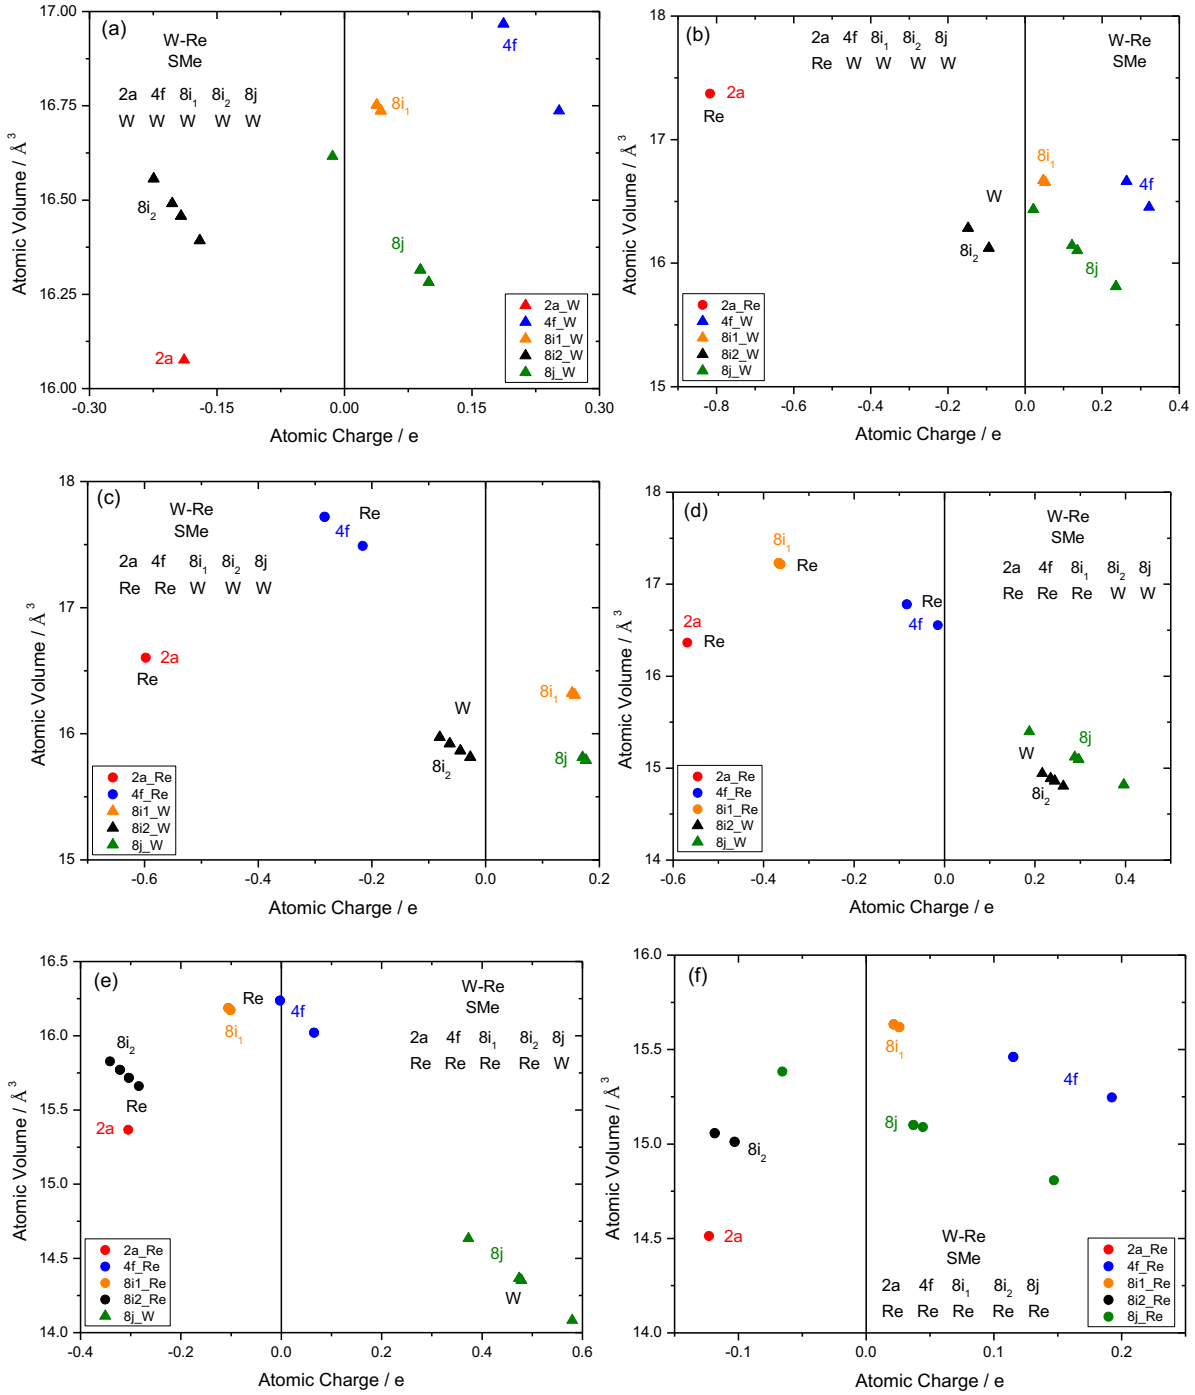 (a)
W-Re
SMe
2a 4f 8i1 8i2 8j
W W W W W
4f
8i1
8i2
8j
2a
2a_W
4f_W
8i1_W
8i2_W
8j_W
17.00
16.75
16.50
16.25
16.00
-0.30 -0.15 0.00 0.15 0.30
Atomic Volume / Å 3
Atomic Charge / e
(b)
2a 4f 8i1 8i2 8j
Re W W W W
W-Re
SMe
2a
Re
8i1
4f
W
8i2
8j
2a_Re
4f_W
8i1_W
8i2_W
8j_W
18
17
16
15
-0.8 -0.6 -0.4 -0.2 0.0 0.2 0.4
Atomic Volume / Å 3
Atomic Charge / e
(c)
W-Re
SMe
2a 4f 8i1 8i2 8j
Re Re W W W
Re
4f
2a
Re
8i1
W
8i2
8j
2a_Re
4f_Re
8i1_W
8i2_W
8j_W
18
17
16
15
-0.6 -0.4 -0.2 0.0 0.2
Atomic Volume / Å 3
Atomic Charge / e
(d)
W-Re
SMe
2a 4f 8i1 8i2 8j
Re Re Re W W
8i1
Re
2a
Re
Re
4f
8j
W
8i2
2a_Re
4f_Re
8i1_Re
8i2_W
8j_W
18
17
16
15
14
-0.6 -0.4 -0.2 0.0 0.2 0.4
Atomic Volume / Å 3
Atomic Charge / e
(e)
W-Re
SMe
2a 4f 8i1 8i2 8j
Re Re Re Re W
Re
4f
8i1
8i2
Re
2a
8j
W
2a_Re
4f_Re
8i1_Re
8i2_Re
8j_W
16.5
16.0
15.5
15.0
14.5
14.0
-0.4 -0.2 0.0 0.2 0.4 0.6
Atomic Volume / Å 3
Atomic Charge / e
(f)
8i1
4f
8j
8i2
2a
W-Re
SMe
2a 4f 8i1 8i2 8j
Re Re Re Re Re
2a_Re
4f_Re
8i1_Re
8i2_Re
8j_Re
16.0
15.5
15.0
14.5
14.0
-0.1 0.0 0.1 0.2
Atomic Volume / Å 3
Atomic Charge / e